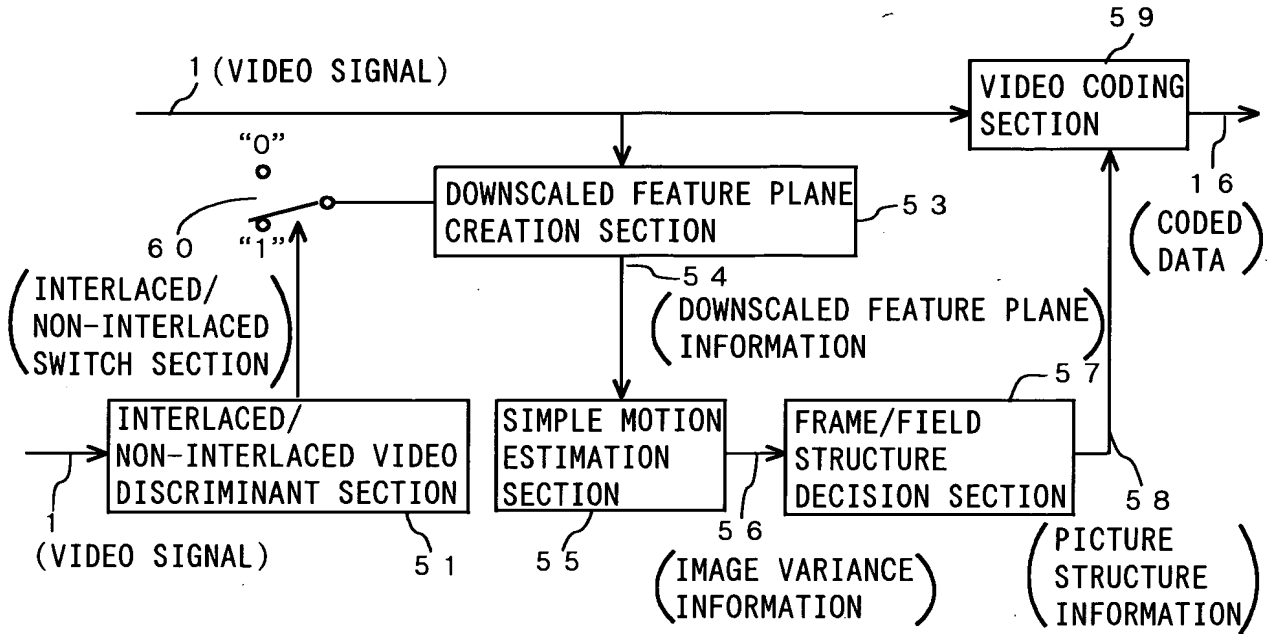 59
1 (VIDEO SIGNAL)
VIDEO CODING
SECTION
“0”
DOWNSCALED FEATURE PLANE
CREATION SECTION
53
16
(CODED
DATA)
60
“1”
54
(INTERLACED/
NON-INTERLACED
SWITCH SECTION)
(DOWNSCALED FEATURE PLANE
INFORMATION)
57
INTERLACED/
NON-INTERLACED VIDEO
DISCRIMINANT SECTION
SIMPLE MOTION
ESTIMATION
SECTION
FRAME/FIELD
STRUCTURE
DECISION SECTION
1
(VIDEO SIGNAL)
51
55
56
(IMAGE VARIANCE
INFORMATION)
58
(PICTURE
STRUCTURE
INFORMATION)